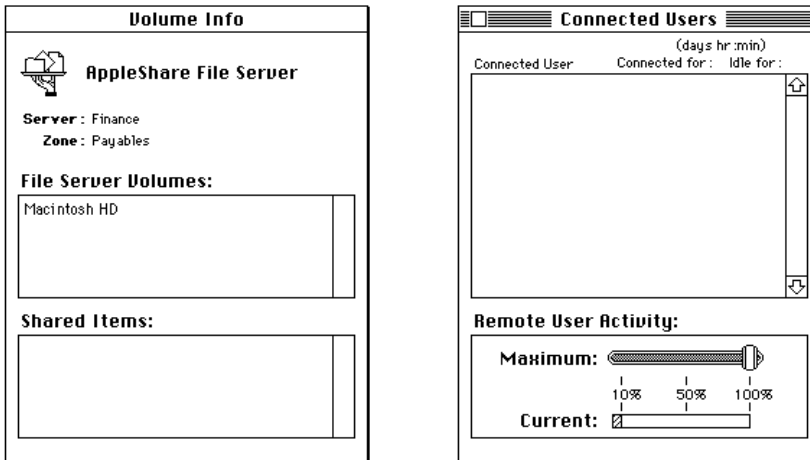 Volume Info
AppleShare File Server
Server: Finance
Zone: Payables
File Server Volumes:
Macintosh HD
Shared Items:
Connected Users
(days hr:min)
Connected User Connected for: Idle for:
Remote User Activity:
Maximum:
10% 50% 100%
Current: